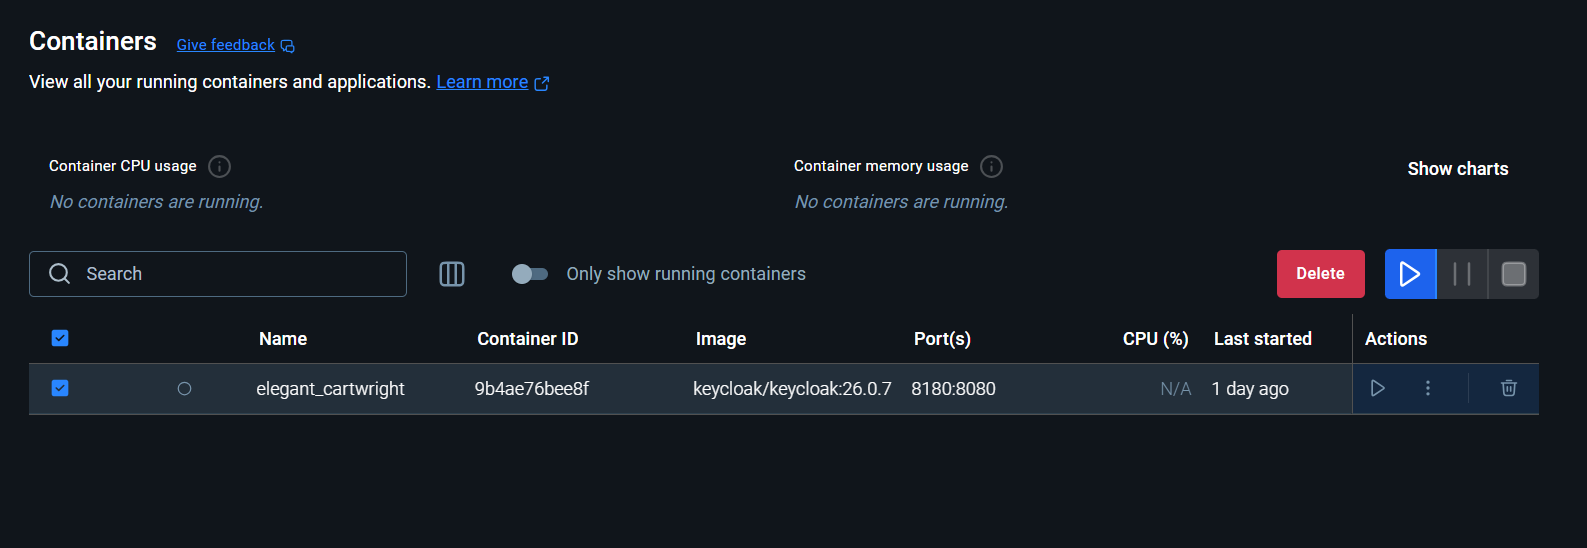 Containers Give feedback
View all your running containers and applications. Learn more
Container CPU usage Container memory usage Show charts
No containers are running. No containers are running.
Search Only show running containers Delete
Name Container ID Image Port(s) CPU (%) Last started Actions
elegant_cartwright 9b4ae76bee8f keycloak/keycloak:26.0.7 8180:8080 N/A 1 day ago